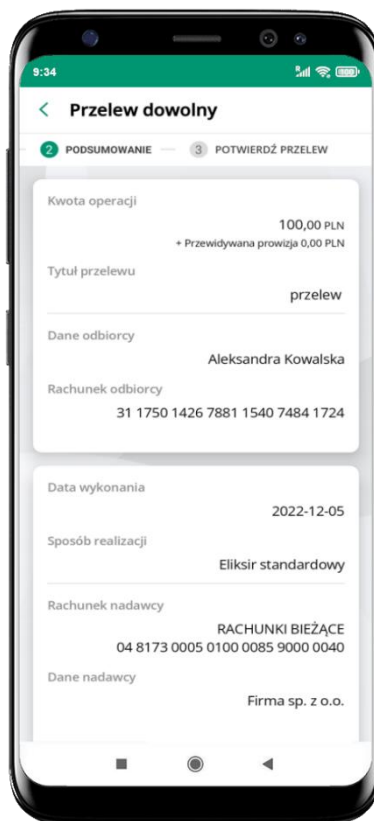 9:34
Przelew dowolny
2 PODSUMOWANIE 3 POTWIERDŹ PRZELEW
Kwota operacji
100,00 PLN
+ Przewidywana prowizja 0,00 PLN
Tytuł przelewu
przelew
Dane odbiorcy
Aleksandra Kowalska
Rachunek odbiorcy
31 1750 1426 7881 1540 7484 1724
Data wykonania
2022-12-05
Sposób realizacji
Eliksir standardowy
Rachunek nadawcy
RACHUNKI BIEŻĄCE
04 8173 0005 0100 0085 9000 0040
Dane nadawcy
Firma sp. z o.o.